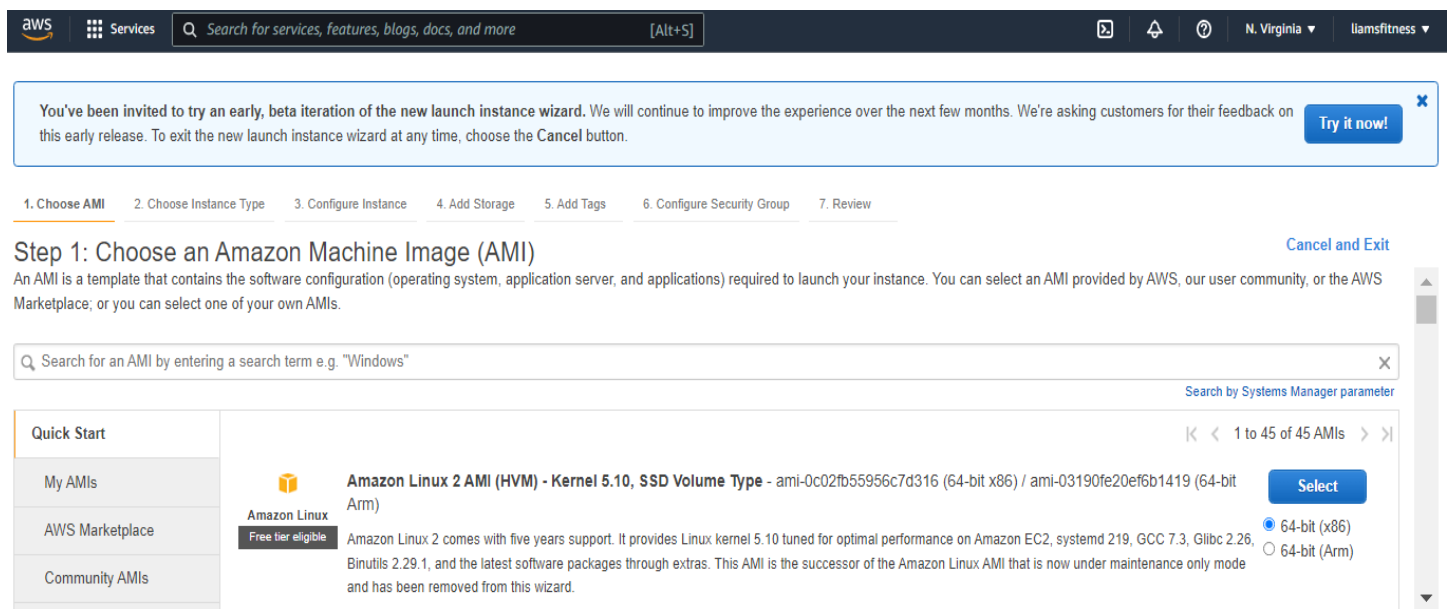 aws Services Search for services, features, blogs, docs, and more [Alt+S] N. Virginia ▼ liamsfitness ▼
You've been invited to try an early, beta iteration of the new launch instance wizard. We will continue to improve the experience over the next few months. We're asking customers for their feedback on
this early release. To exit the new launch instance wizard at any time, choose the Cancel button.
Try it now!
1. Choose AMI 2. Choose Instance Type 3. Configure Instance 4. Add Storage 5. Add Tags 6. Configure Security Group 7. Review
Step 1: Choose an Amazon Machine Image (AMI)
Cancel and Exit
An AMI is a template that contains the software configuration (operating system, application server, and applications) required to launch your instance. You can select an AMI provided by AWS, our user community, or the AWS
Marketplace; or you can select one of your own AMIs.
Search for an AMI by entering a search term e.g. "Windows"
Search by Systems Manager parameter
Quick Start
My AMIs
AWS Marketplace
Community AMIs
1 to 45 of 45 AMIs
Amazon Linux
Free tier eligible
Amazon Linux 2 AMI (HVM) - Kernel 5.10, SSD Volume Type - ami-0c02fb55956c7d316 (64-bit x86) / ami-03190fe20ef6b1419 (64-bit
Arm)
Amazon Linux 2 comes with five years support. It provides Linux kernel 5.10 tuned for optimal performance on Amazon EC2, systemd 219, GCC 7.3, Glibc 2.26,
Binutils 2.29.1, and the latest software packages through extras. This AMI is the successor of the Amazon Linux AMI that is now under maintenance only mode
and has been removed from this wizard.
Select
64-bit (x86)
64-bit (Arm)